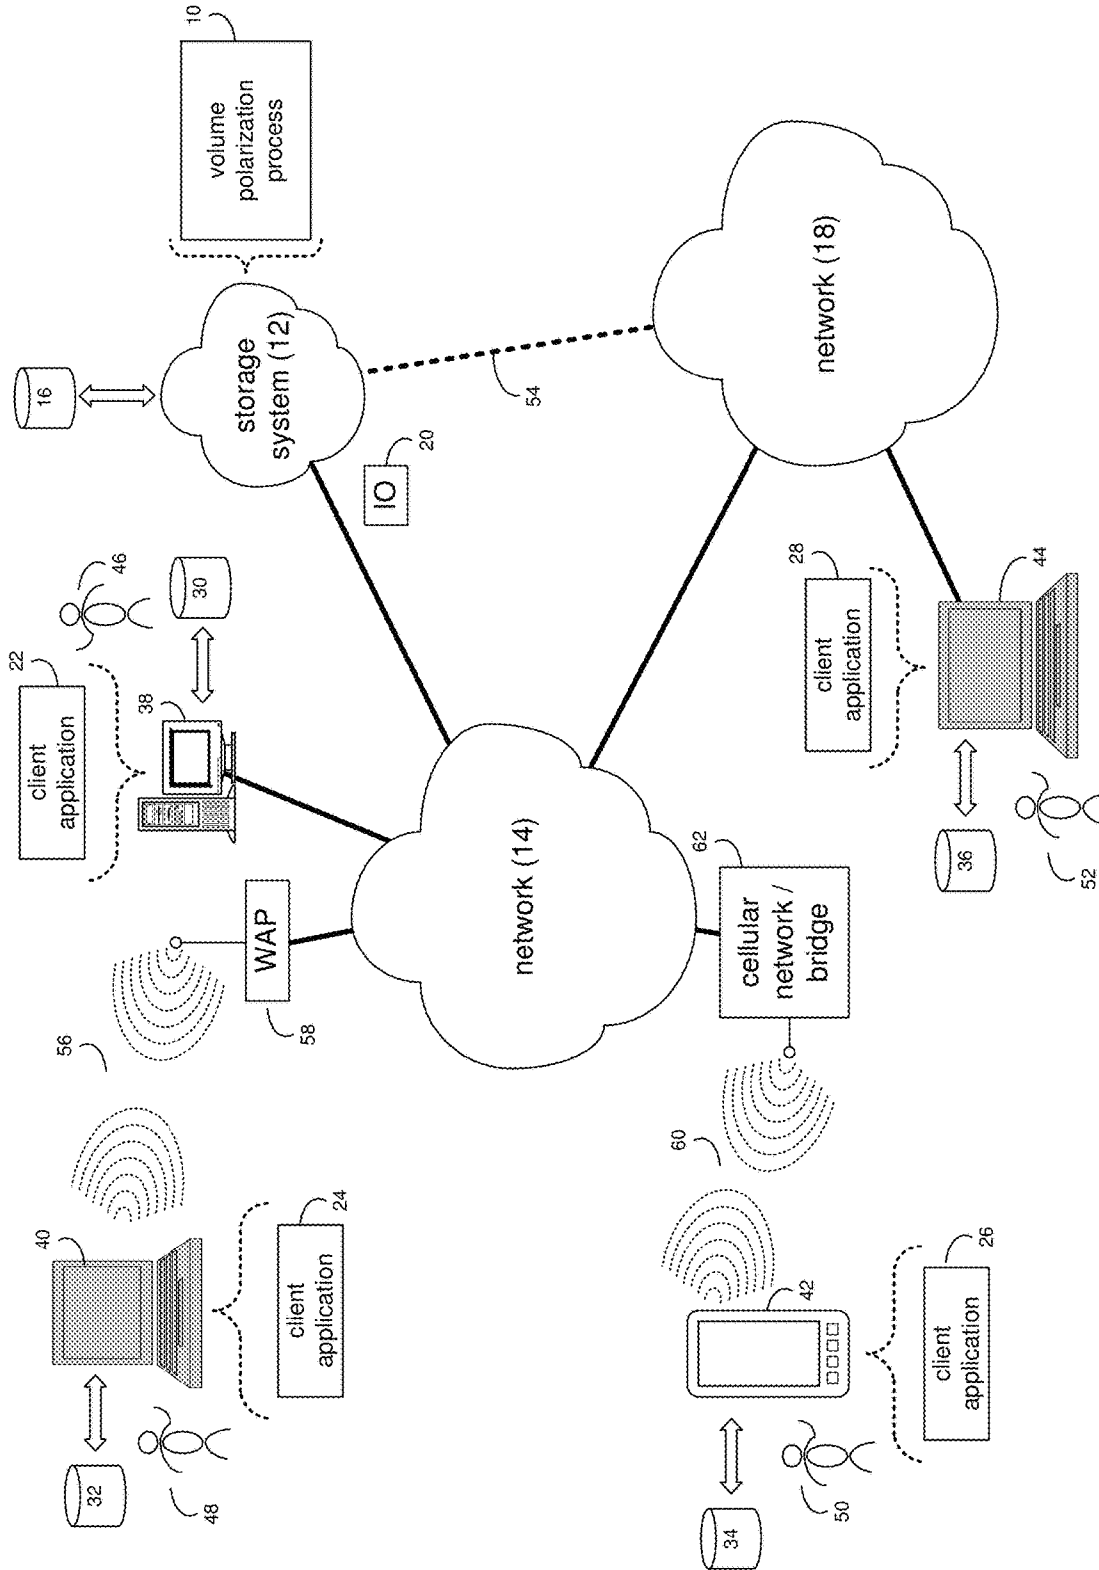 40
56
32
48
client
application
24
58
WAP
client
application
22
38
46
30
16
storage
system (12)
volume
polarization
process
10
IO
20
network (14)
54
34
50
42
60
client
application
26
cellular
network /
bridge
62
network (18)
client
application
28
36
52
44